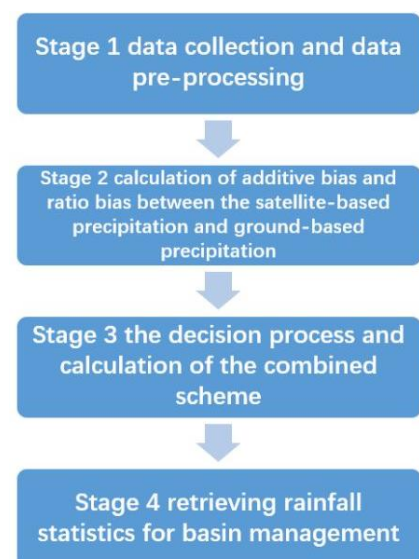 Stage 1 data collection and data
pre-processing
Stage 2 calculation of additive bias and
ratio bias between the satellite-based
precipitation and ground-based
precipitation
Stage 3 the decision process and
calculation of the combined
scheme
Stage 4 retrieving rainfall
statistics for basin management